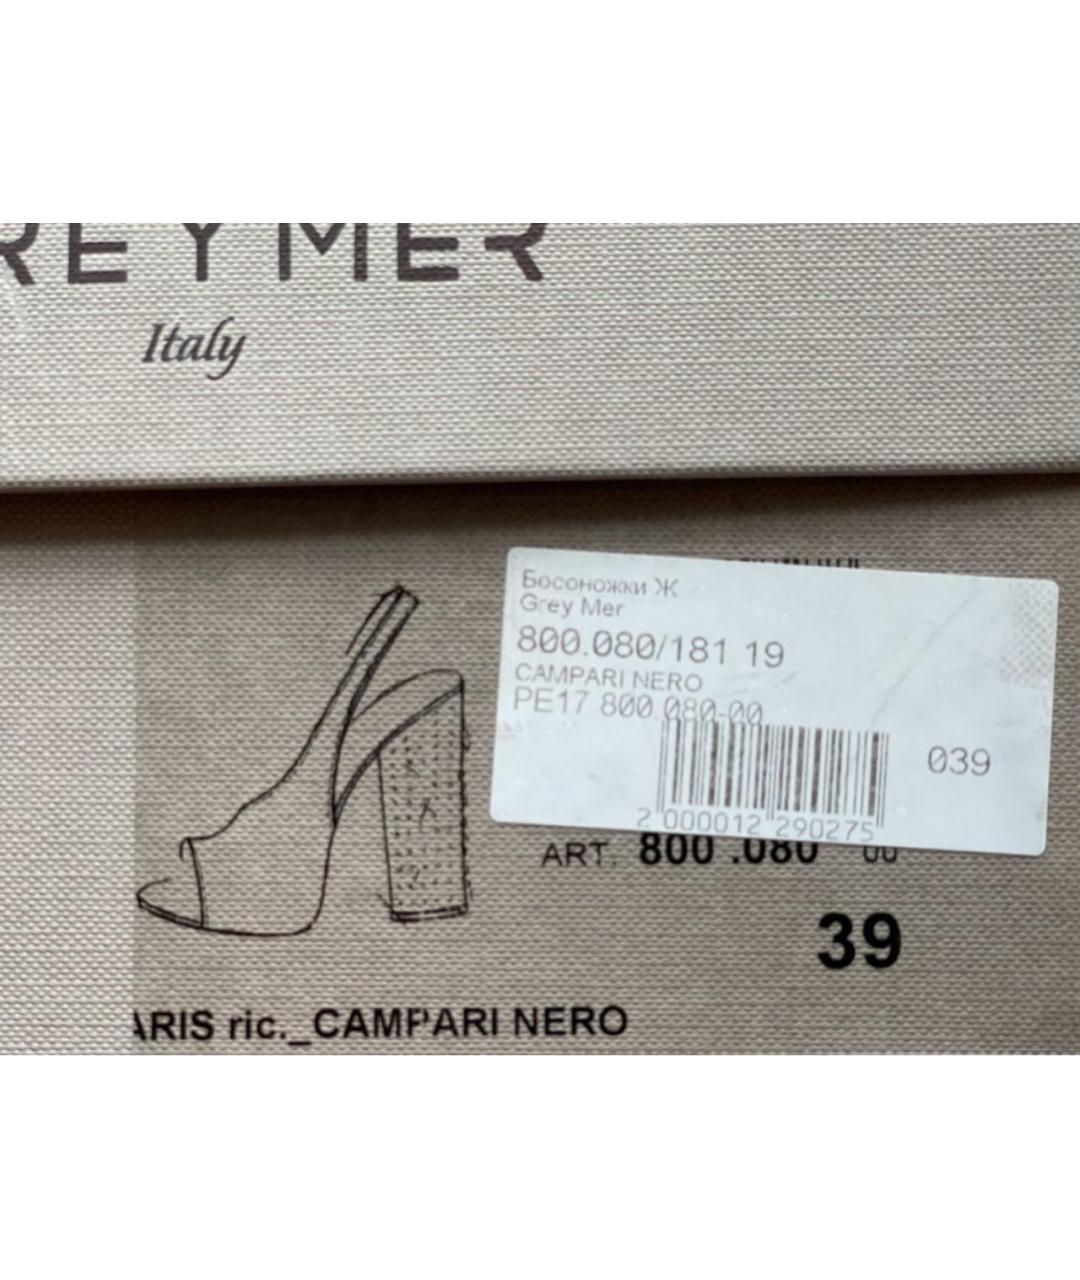 REYMER
Italy
Босоножки Ж
Grey Mer
800.080/181 19
CAMPARI NERO
PE17 800.080-00
039
2 000012 290275
ART. 800 .080 00
39
ARIS ric._CAMPARI NERO